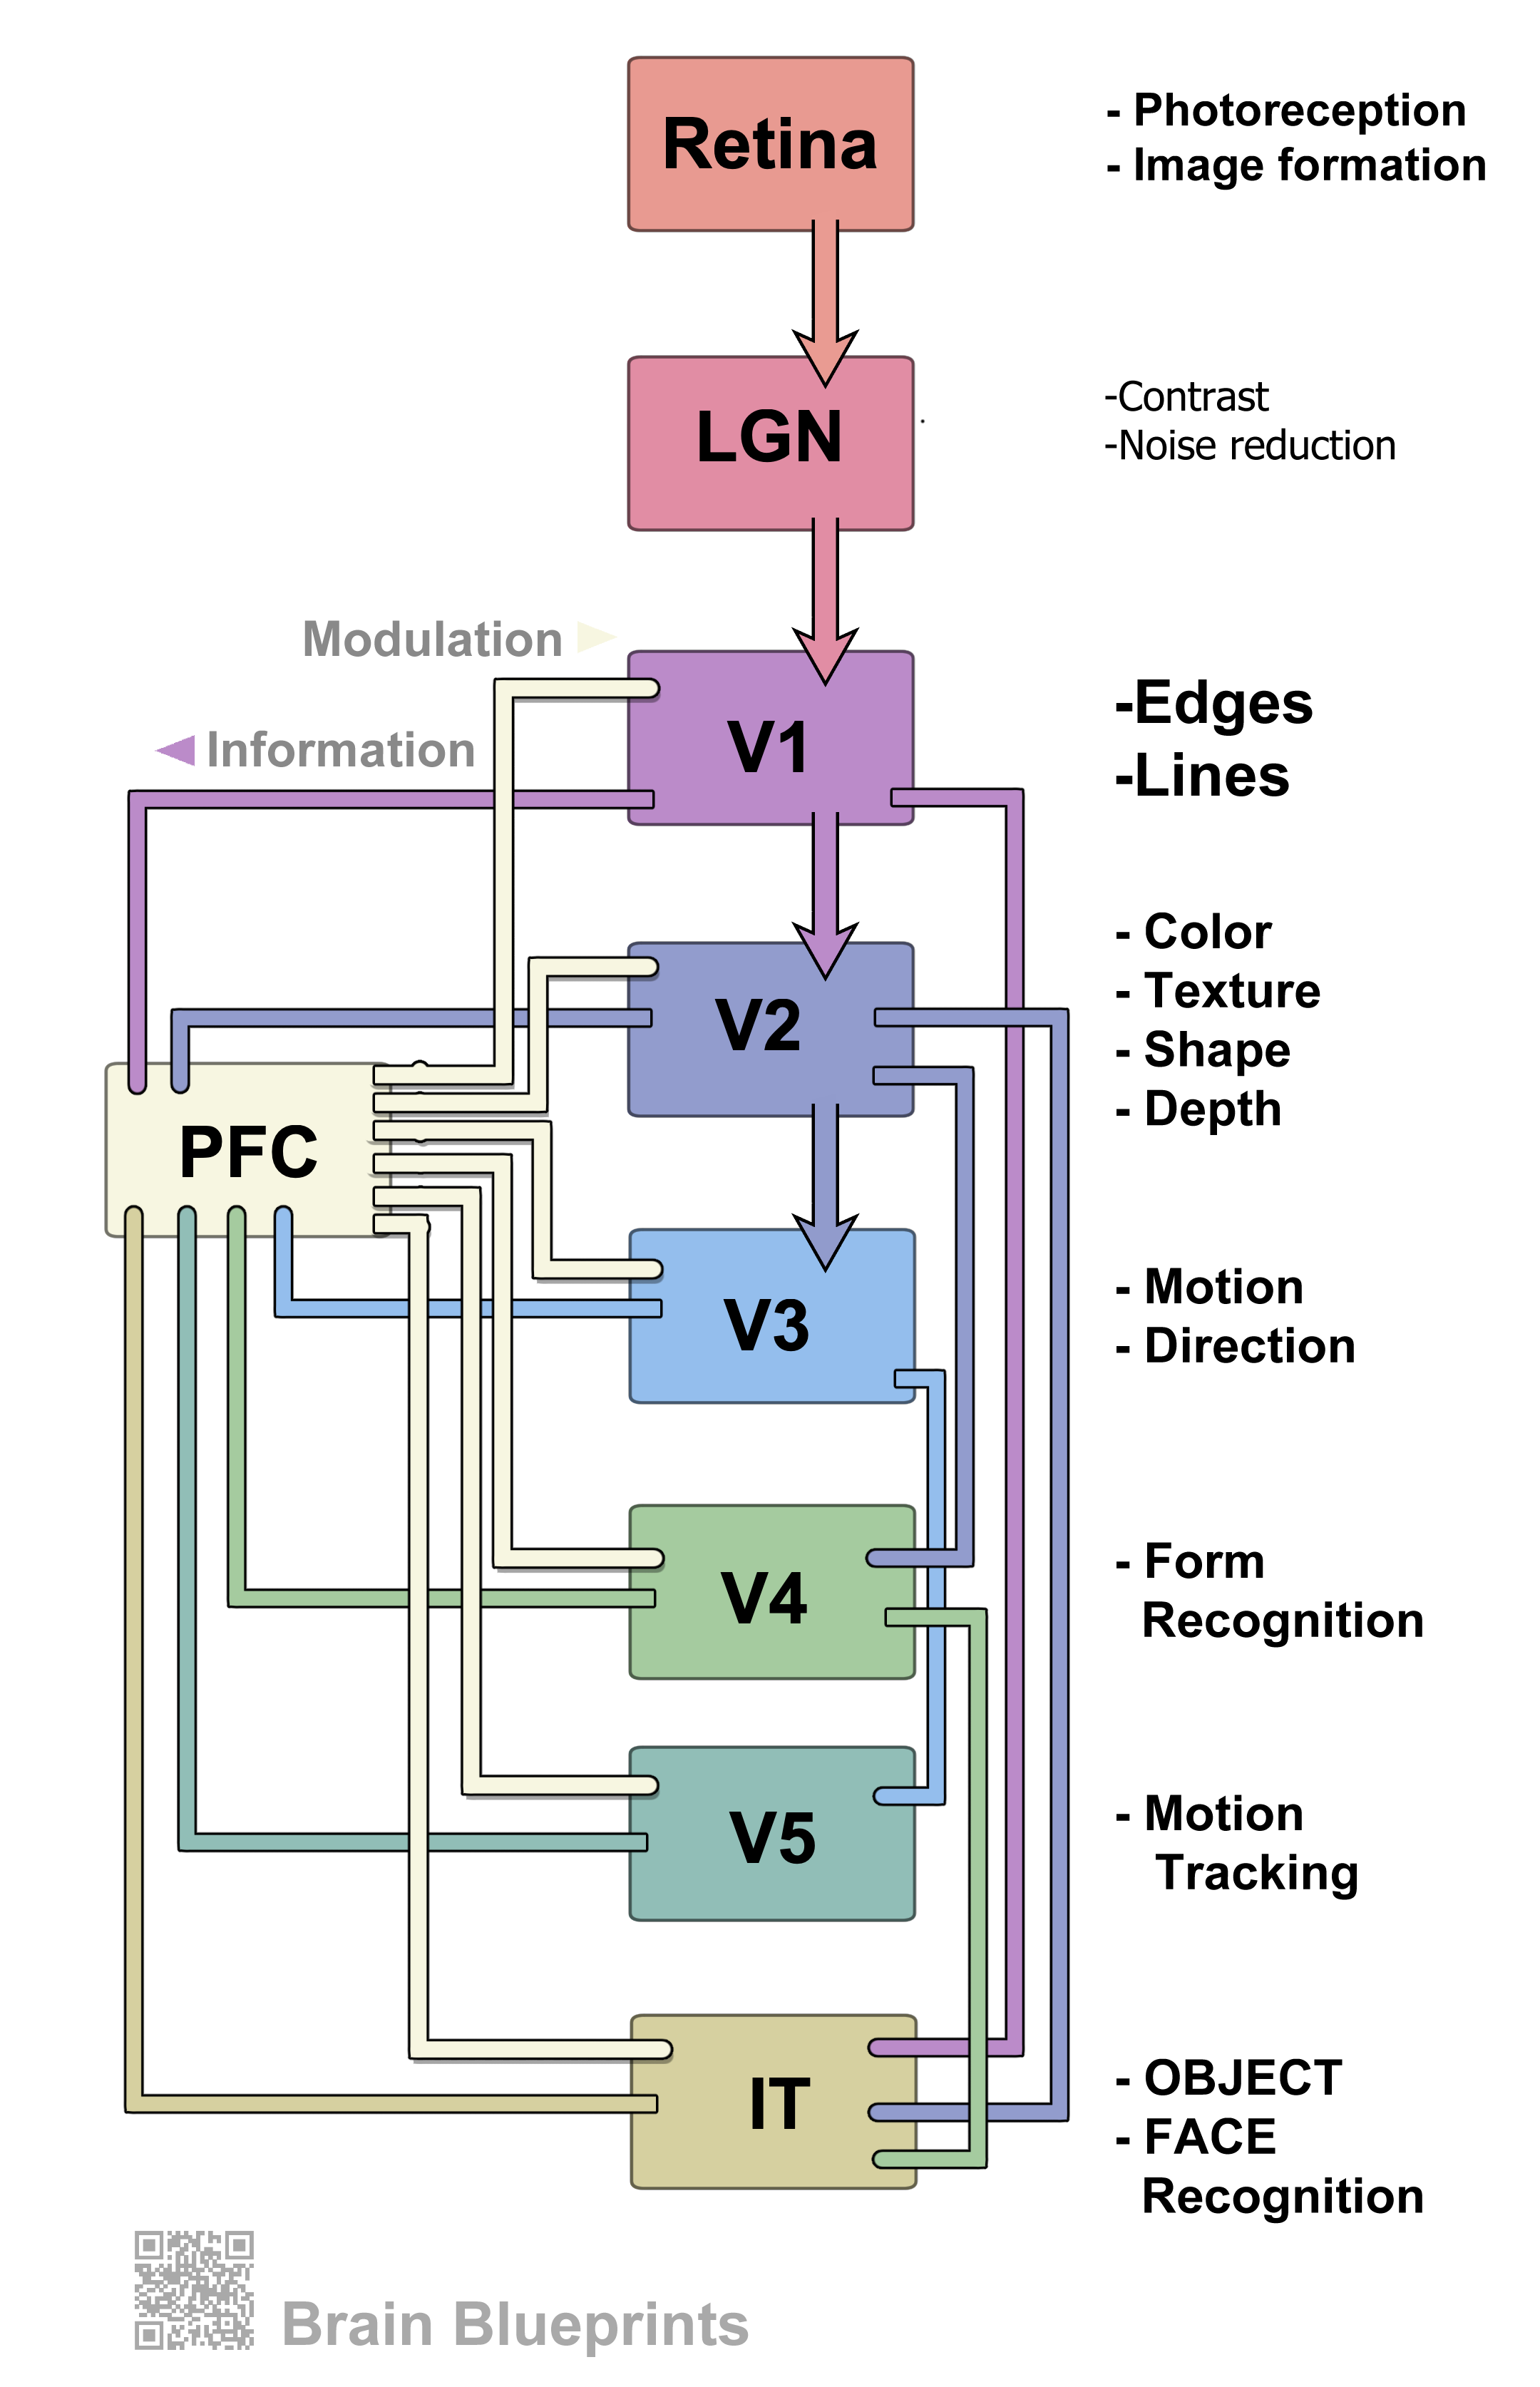 Retina
- Photoreception
- Image formation
LGN
-Contrast
-Noise reduction
Modulation
Information
V1
-Edges
-Lines
V2
- Color
- Texture
- Shape
- Depth
PFC
V3
- Motion
- Direction
V4
- Form
Recognition
V5
- Motion
Tracking
IT
- OBJECT
- FACE
Recognition
Brain Blueprints